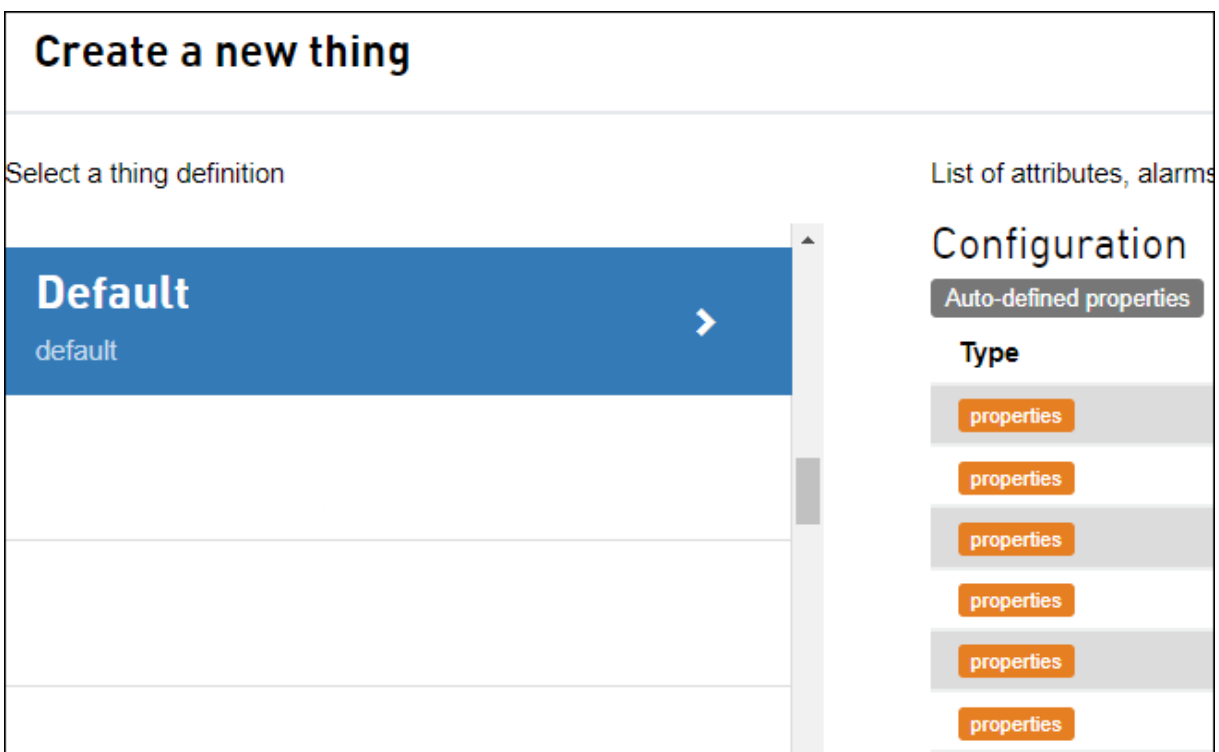 Create a new thing
Select a thing definition
Default
default
List of attributes, alarms
Configuration
Auto-defined properties
Type
properties
properties
properties
properties
properties
properties